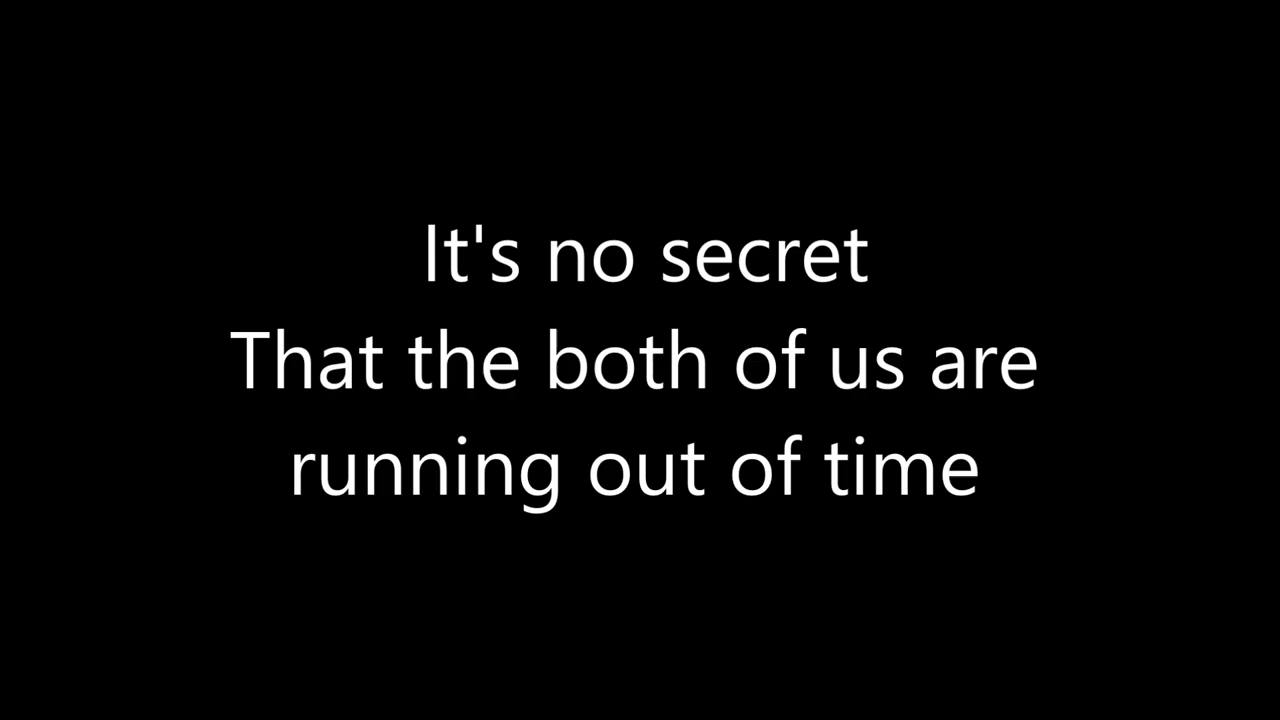 It's no secret
That the both of us are
running out of time